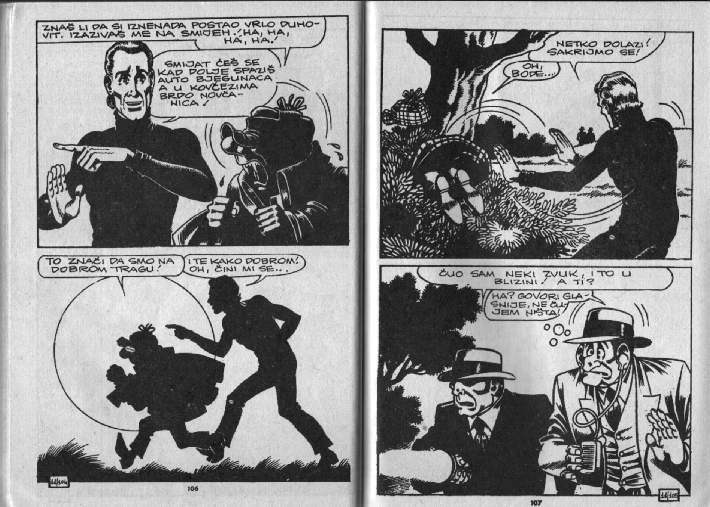 ZNAŠ LI DA SI IZNENADA POSTAO VRLO DUHO-
VIT. IZAZIVAŠ ME NA SMIJEH! HA, HA,
HA, HA!
SMIJAT ĆEŠ SE
KAD DOLJE SPAZIŠ
AUTO BJEGUNACA
A U KOVČEZIMA
BRDO NOVČA-
NICA!
TO ZNAČI DA SMO NA
DOBROM TRAGU!
I TE KAKO DOBROM!
OH, ČINI MI SE...
106
NETKO DOLAZI!
SAKRIJMO SE!
OH,
BODE...
ČUO SAM NEKI ZVUK, I TO U
BLIZINI! A TI?
HA? GOVORI GLA-
SNIJE, NE ČU-
JEM NIŠTA!
107